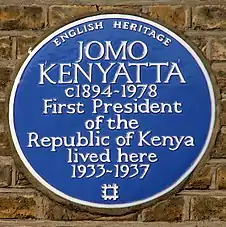 ENGLISH HERITAGE
JOMO
KENYATTA
c1894-1978
First President
of the
Republic of Kenya
lived here
1933-1937